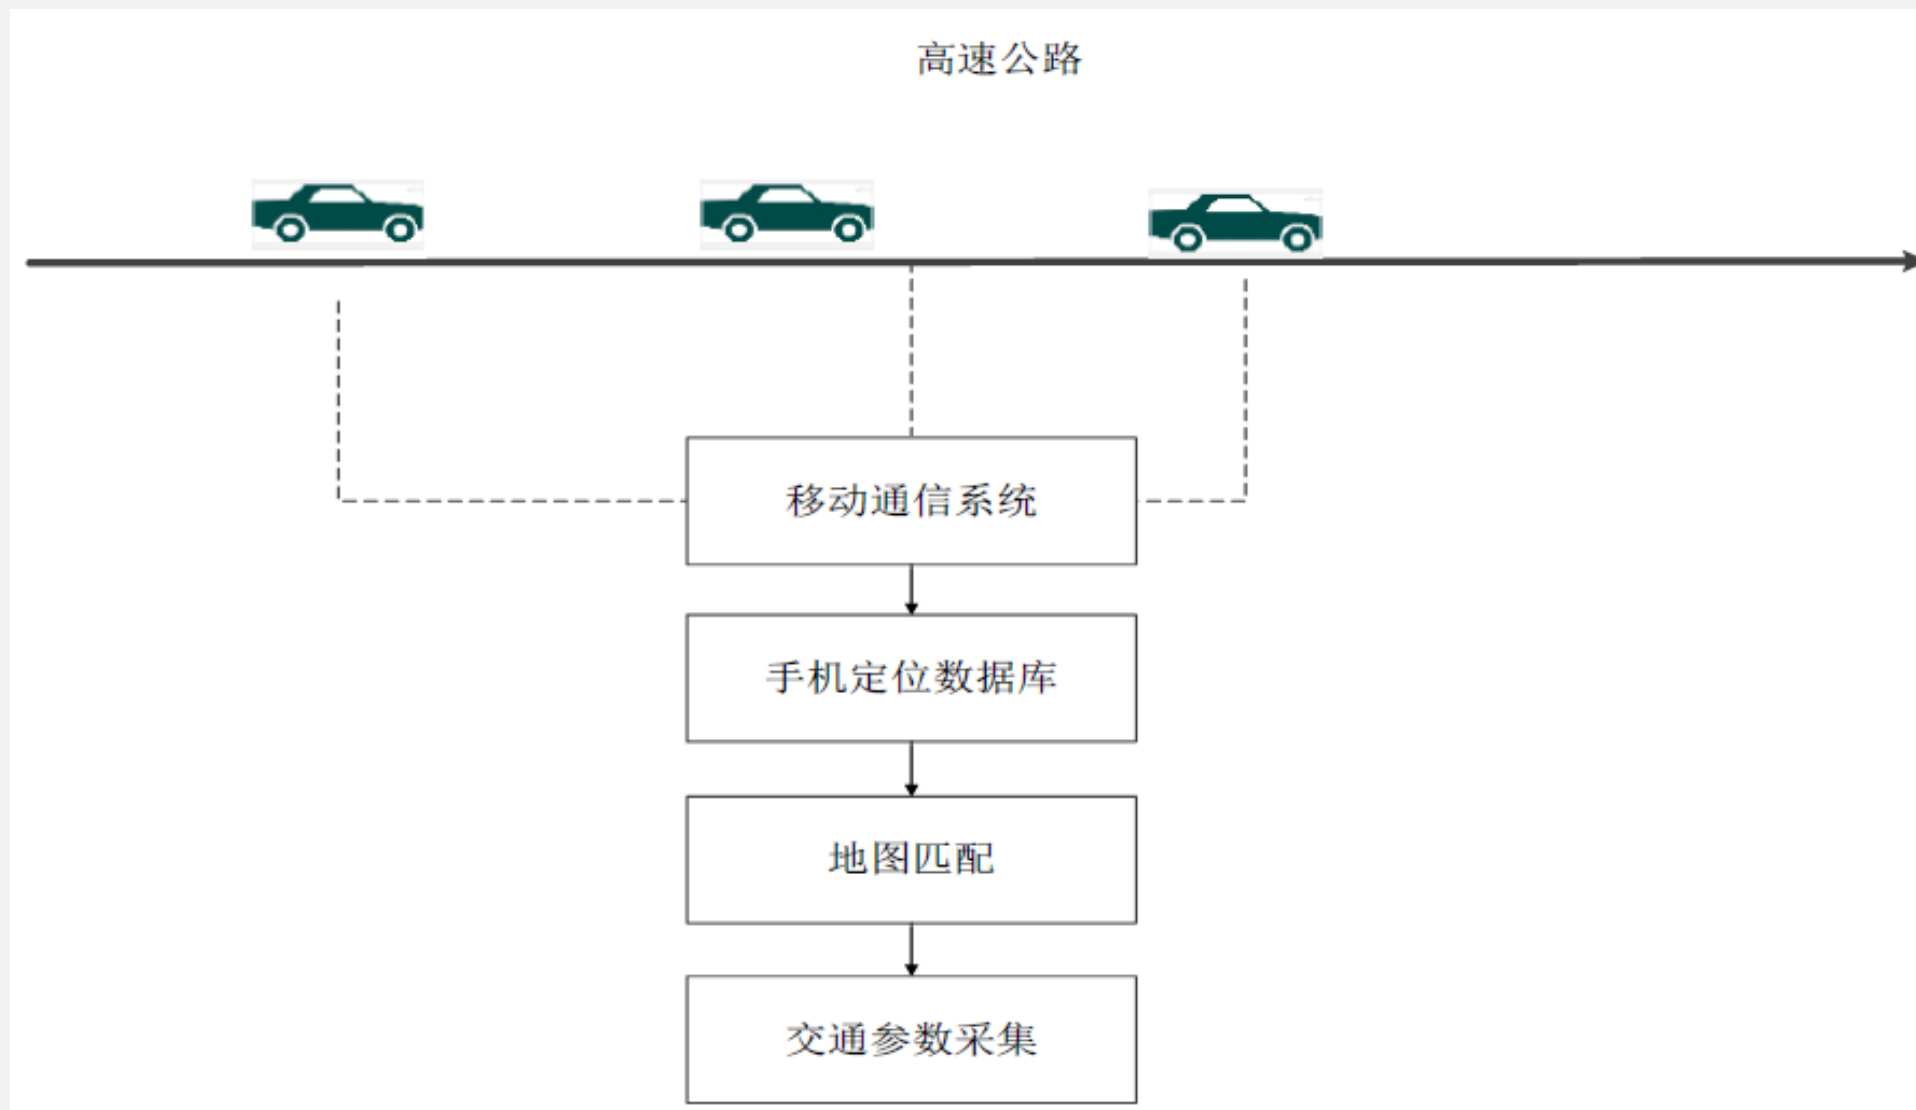 高速公路
移动通信系统
手机定位数据库
地图匹配
交通参数采集